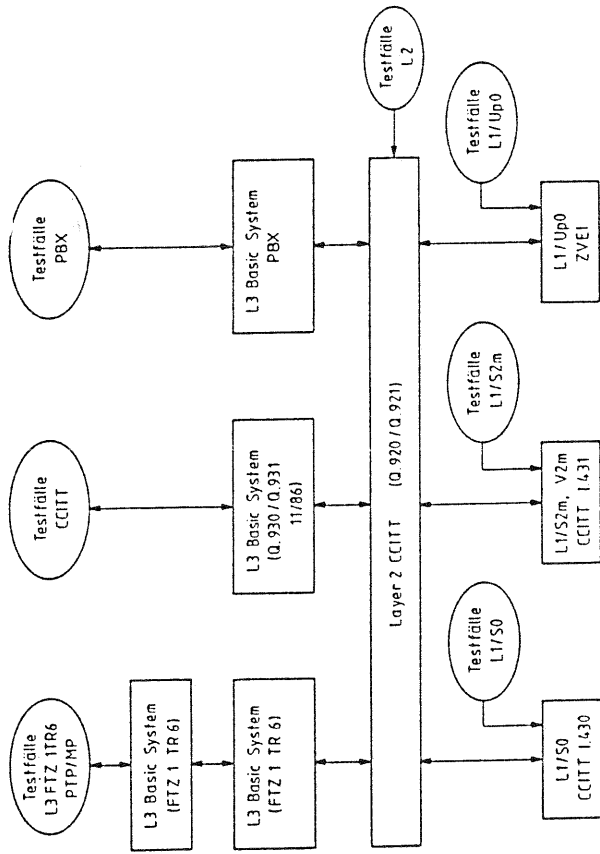 Testfälle
L3 FTZ 1TR6
PTP/MP
Testfälle
CCITT
Testfälle
PBX
L3 Basic System
(FTZ 1 TR 6)
L3 Basic System
(FTZ 1 TR 6)
L3 Basic System
(Q.930/Q.931
11/86)
L3 Basic System
PBX
Layer 2 CCITT (Q.920/Q.921)
Testfälle
L2
Testfälle
L1/S0
Testfälle
L1/S2m
Testfälle
L1/Up0
L1/S0
CCITT I.430
L1/S2m, V2m
CCITT I.431
L1/Up0
ZVEI